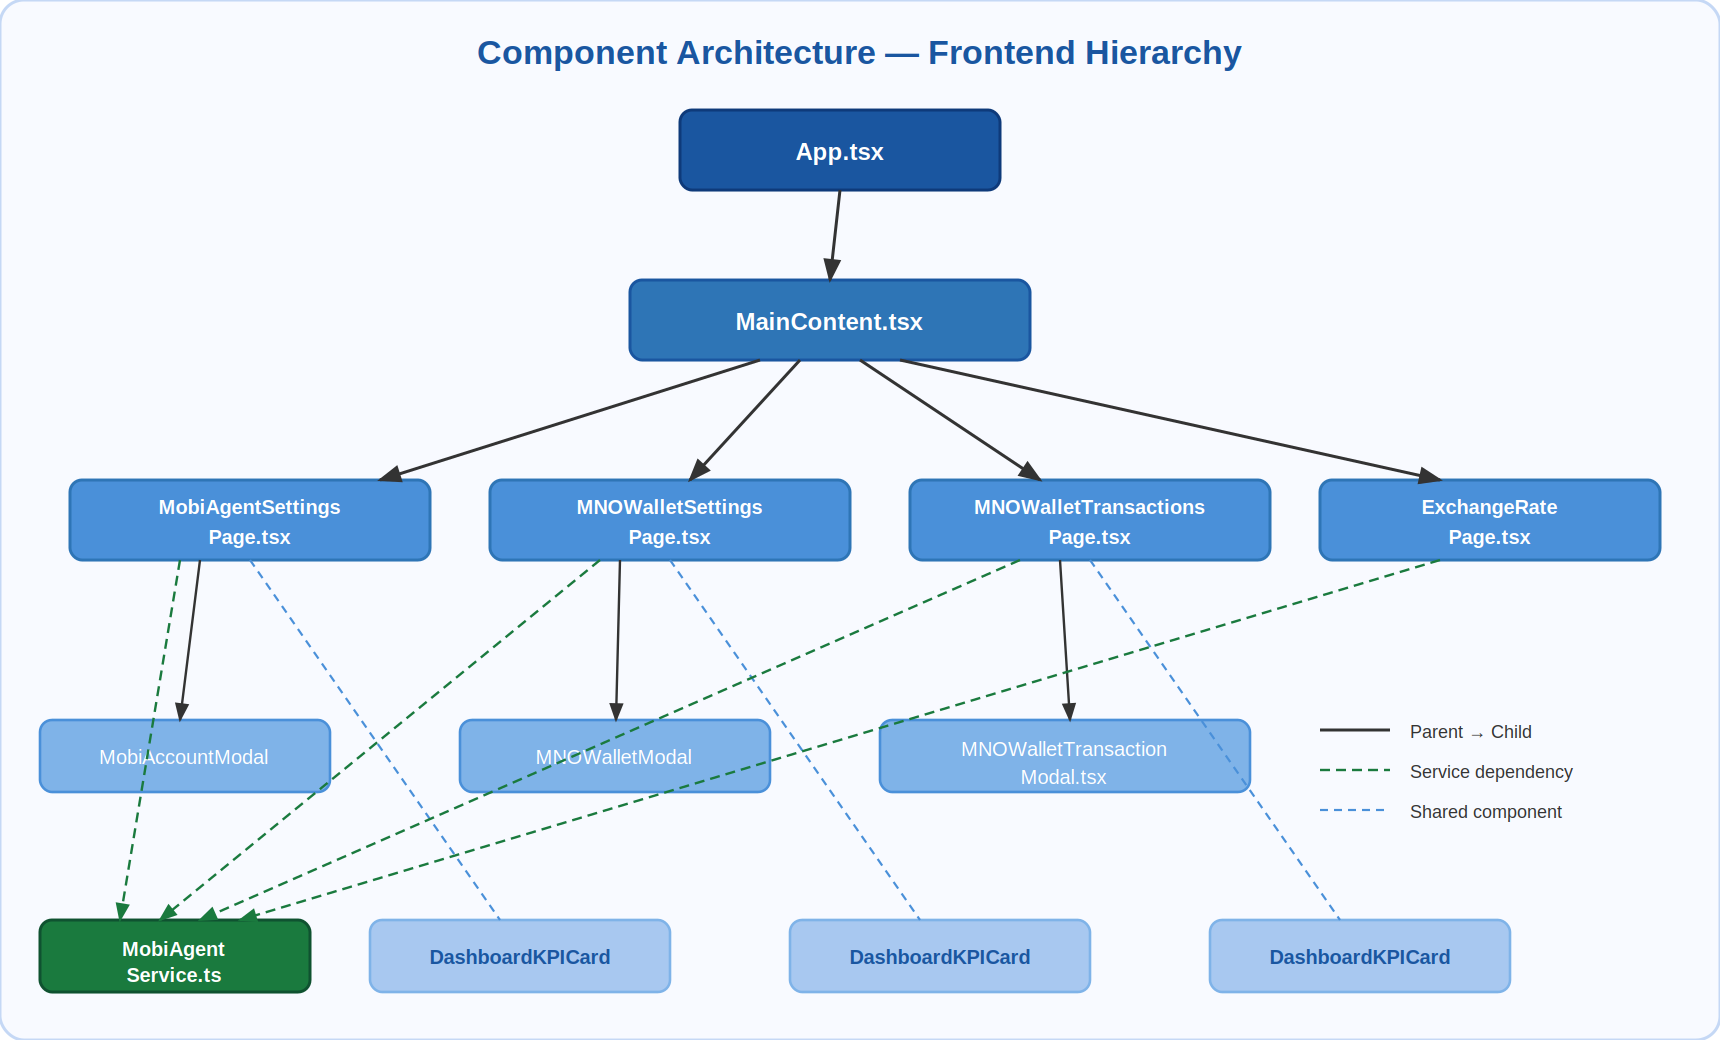 Component Architecture — Frontend Hierarchy
App.tsx
MainContent.tsx
MobiAgentSettings
Page.tsx
MNOWalletSettings
Page.tsx
MNOWalletTransactions
Page.tsx
ExchangeRate
Page.tsx
MobiAccountModal
MNOWalletModal
MNOWalletTransaction
Modal.tsx
Parent → Child
Service dependency
Shared component
MobiAgent
Service.ts
DashboardKPICard
DashboardKPICard
DashboardKPICard